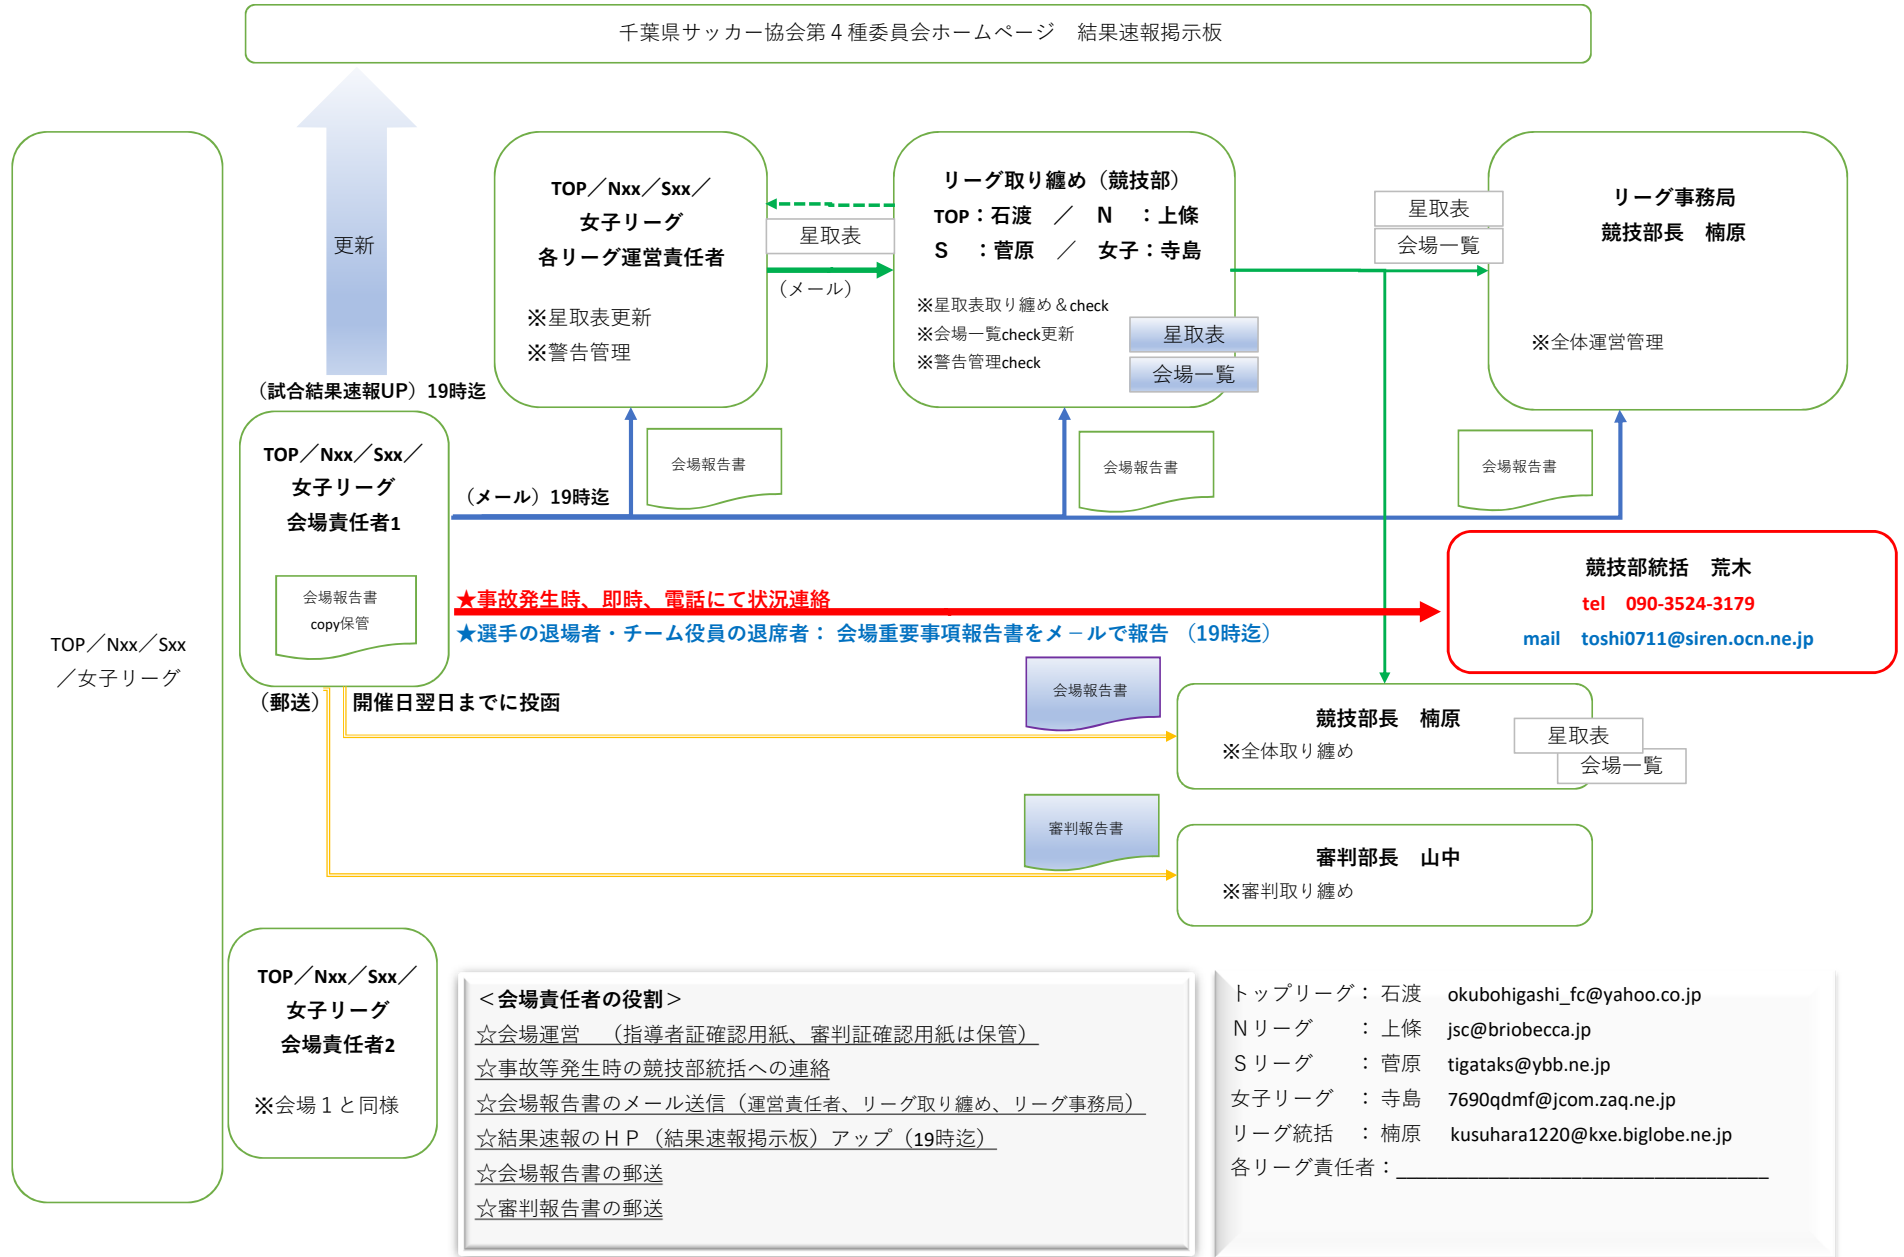 千葉県サッカー協会第４種委員会ホームページ　結果速報掲示板
更新
（試合結果速報UP）19時迄
TOP／Nxx／Sxx
／女子リーグ
TOP／Nxx／Sxx／
女子リーグ
各リーグ運営責任者
※星取表更新
※警告管理
星取表
（メール）
リーグ取り纏め（競技部）
TOP：石渡　／　Ｎ　：上條
Ｓ　：菅原　／　女子：寺島
※星取表取り纏め＆check
※会場一覧check更新
※警告管理check
星取表
会場一覧
星取表
会場一覧
リーグ事務局
競技部長　楠原
※全体運営管理
TOP／Nxx／Sxx／
女子リーグ
会場責任者1
会場報告書
copy保管
（メール）19時迄
会場報告書
会場報告書
会場報告書
★事故発生時、即時、電話にて状況連絡
★選手の退場者・チーム役員の退席者： 会場重要事項報告書をメールで報告 （19時迄）
競技部統括　荒木
tel　090-3524-3179
mail　toshi0711@siren.ocn.ne.jp
（郵送）
開催日翌日までに投函
会場報告書
競技部長　楠原
※全体取り纏め
星取表
会場一覧
審判報告書
審判部長　山中
※審判取り纏め
TOP／Nxx／Sxx／
女子リーグ
会場責任者2
※会場１と同様
＜会場責任者の役割＞
☆会場運営　（指導者証確認用紙、審判証確認用紙は保管）
☆事故等発生時の競技部統括への連絡
☆会場報告書のメール送信（運営責任者、リーグ取り纏め、リーグ事務局）
☆結果速報のＨＰ（結果速報掲示板）アップ（19時迄）
☆会場報告書の郵送
☆審判報告書の郵送
トップリーグ：石渡　okubohigashi_fc@yahoo.co.jp
Ｎリーグ　：上條　jsc@briobecca.jp
Ｓリーグ　：菅原　tigataks@ybb.ne.jp
女子リーグ　：寺島　7690qdmf@jcom.zaq.ne.jp
リーグ統括　：楠原　kusuhara1220@kxe.biglobe.ne.jp
各リーグ責任者：